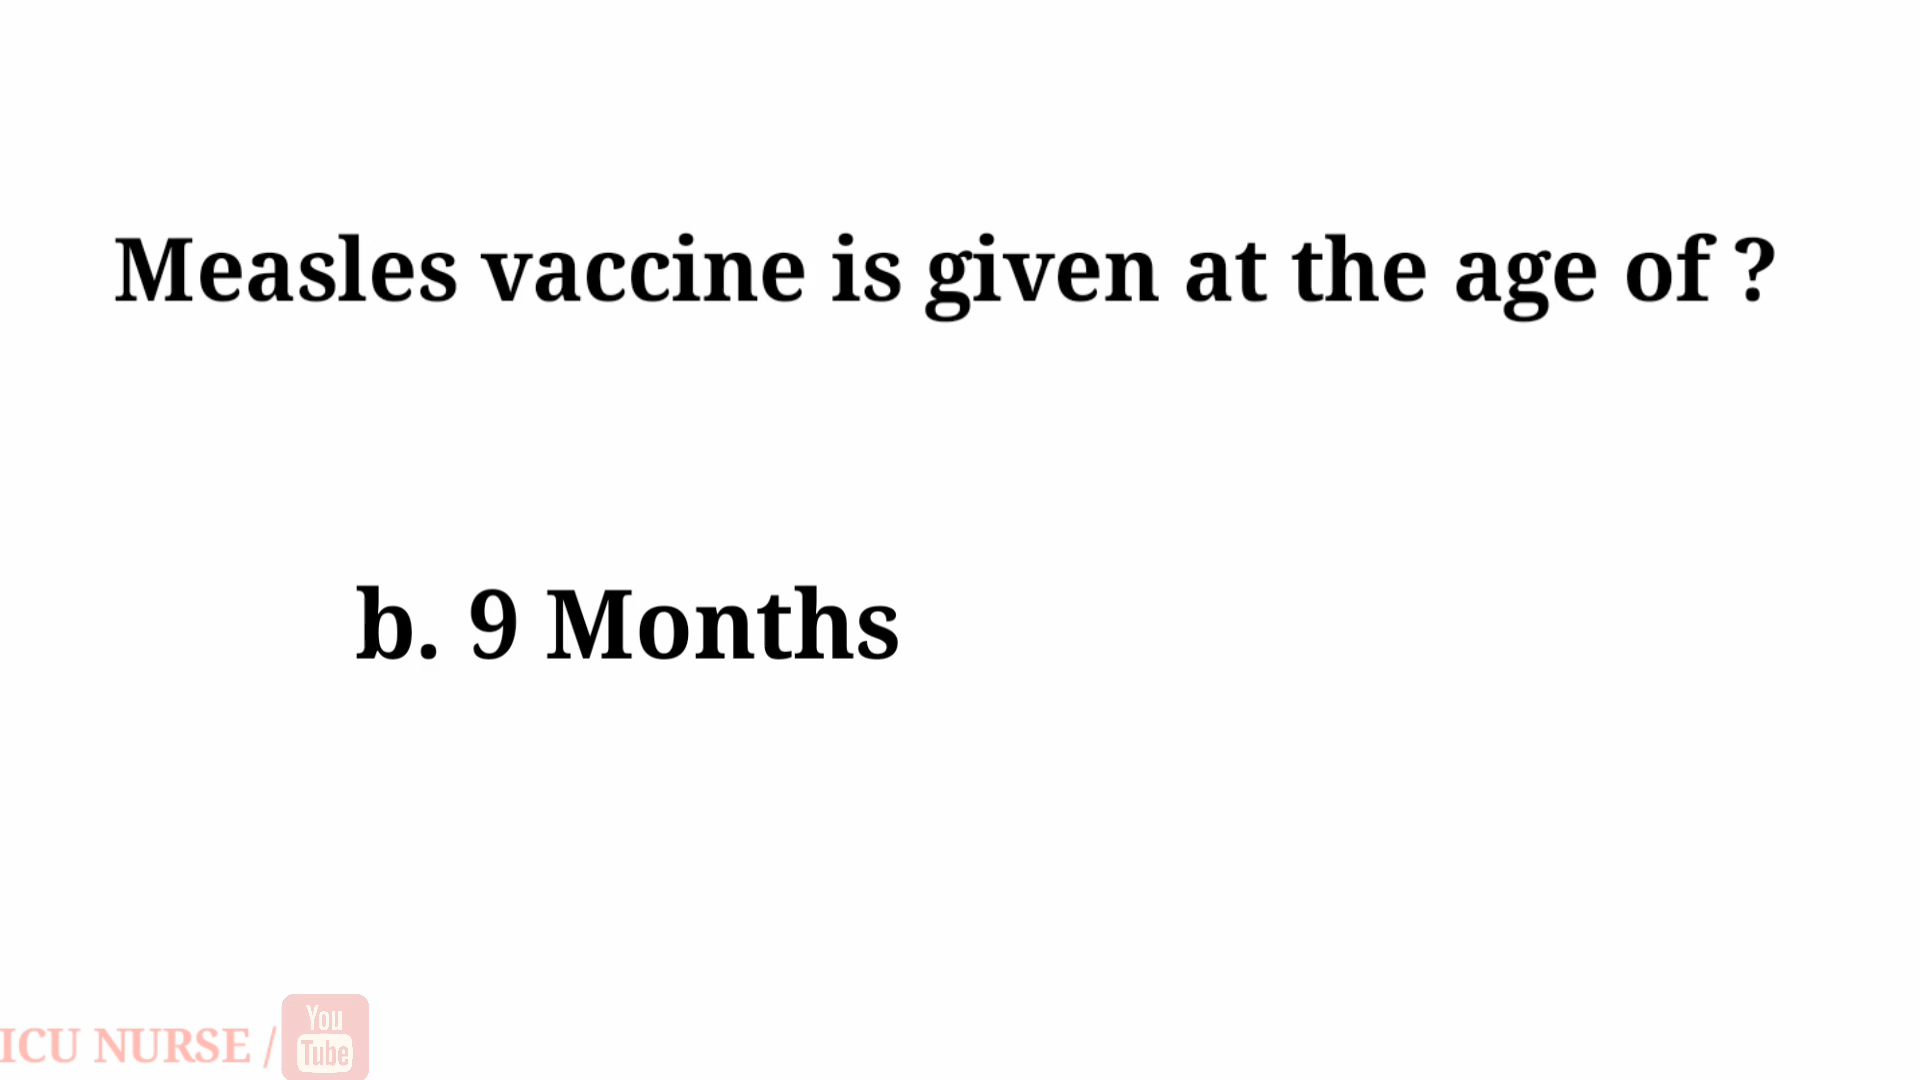 Measles vaccine is given at the age of ?
b. 9 Months
ICU NURSE / You Tube